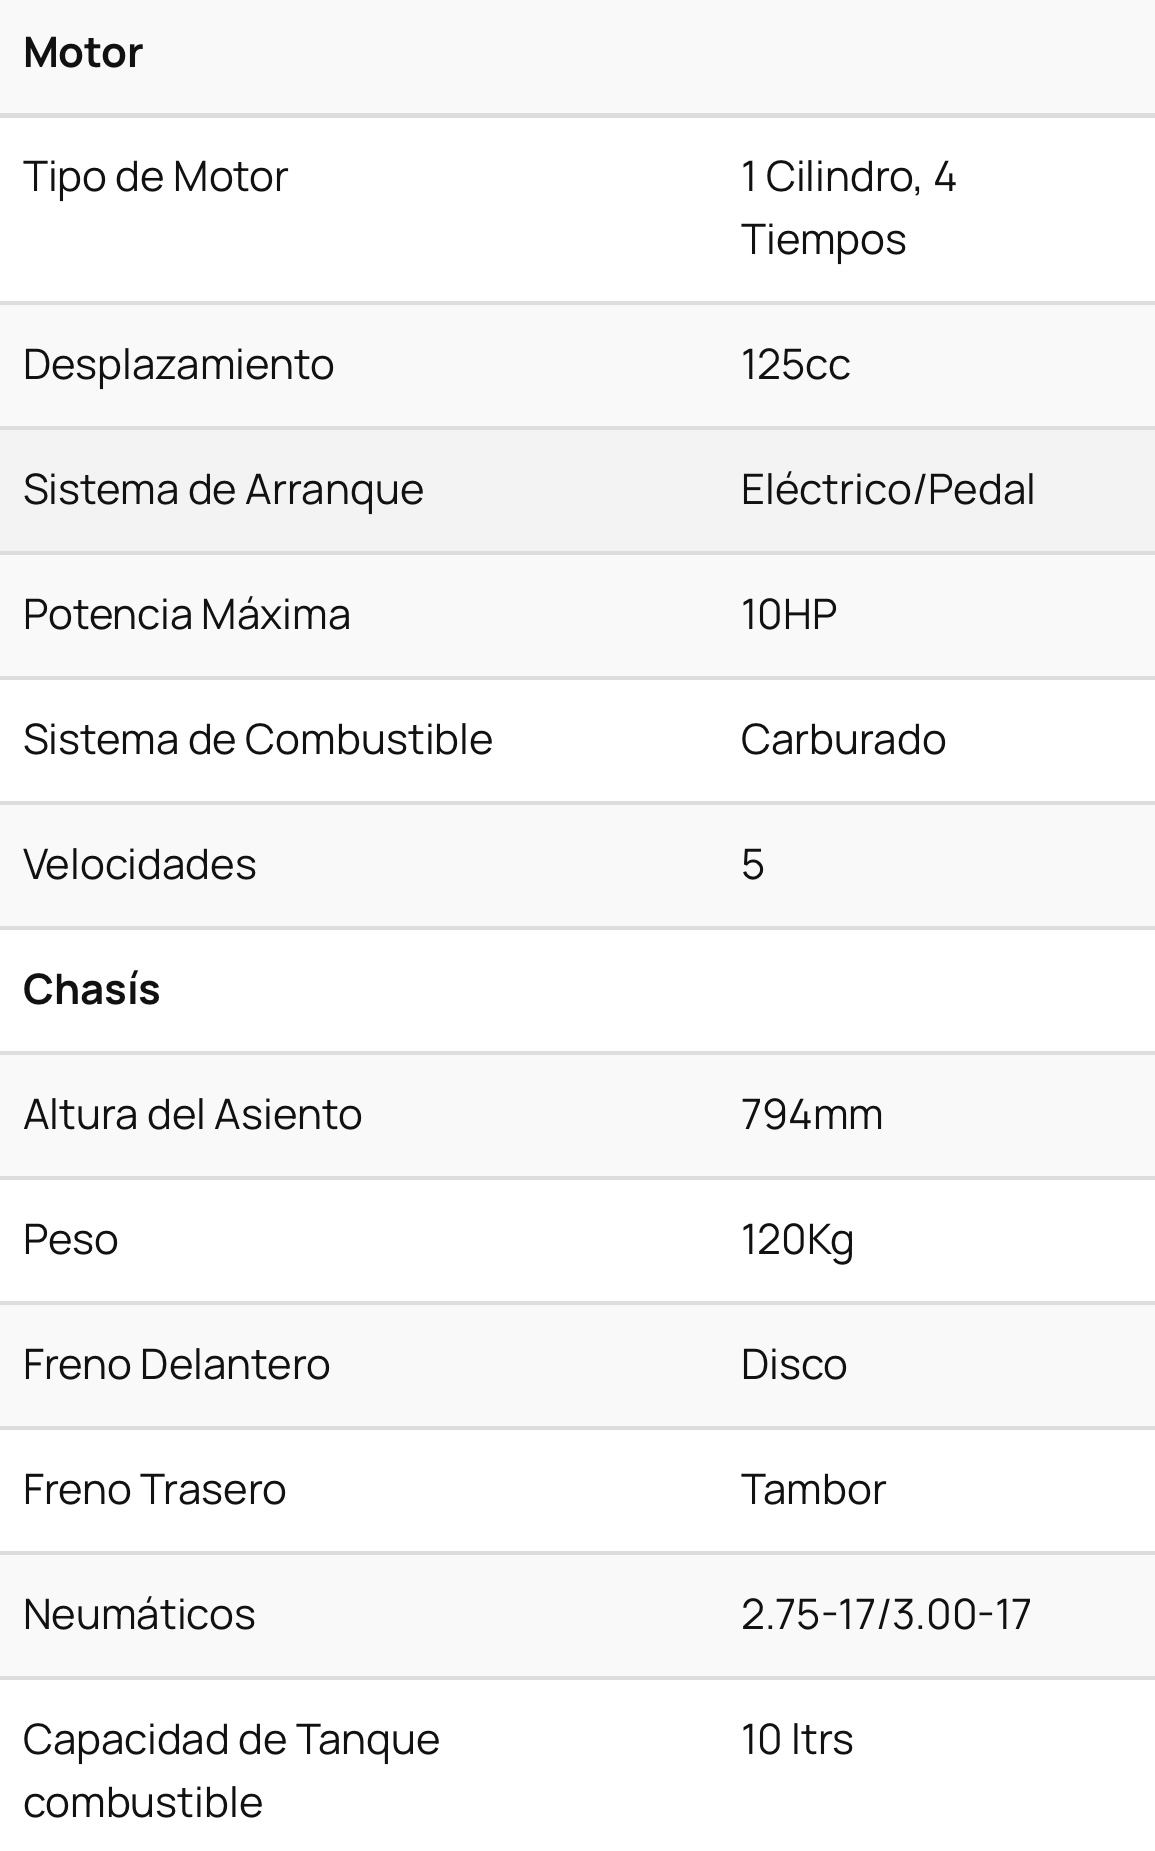 Motor
Tipo de Motor
1 Cilindro, 4
Tiempos
Desplazamiento
125cc
Sistema de Arranque
Eléctrico/Pedal
Potencia Máxima
10HP
Sistema de Combustible
Carburado
Velocidades
5
Chasís
Altura del Asiento
794mm
Peso
120Kg
Freno Delantero
Disco
Freno Trasero
Tambor
Neumáticos
2.75-17/3.00-17
Capacidad de Tanque
combustible
10 ltrs